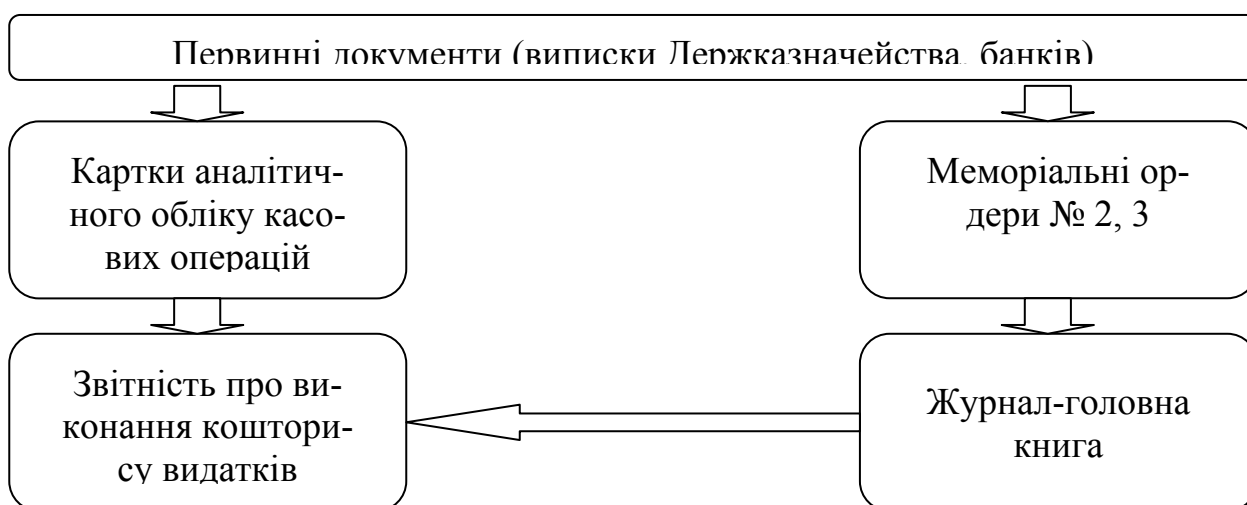 Первинні документи (виписки Держказначейства, банків)
Картки аналітич-
ного обліку касо-
вих операцій
Меморіальні ор-
дери № 2, 3
Звітність про ви-
конання коштори-
су видатків
Журнал-головна
книга